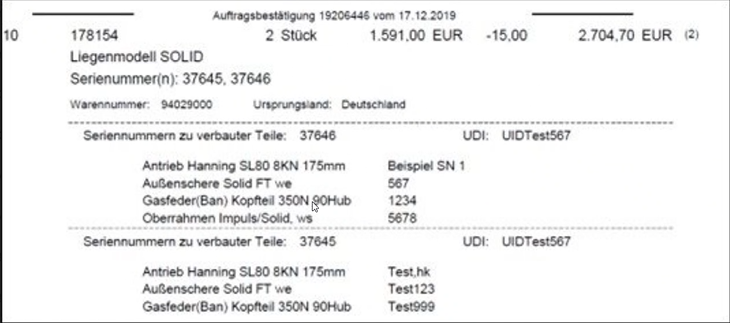 Auftragsbestätigung 19206446 vom 17.12.2019
10 178154 2 Stück 1.591,00 EUR -15,00 2.704,70 EUR (2)
Liegenmodell SOLID
Serienummer(n): 37645, 37646
Warennummer: 94029000 Ursprungsland: Deutschland
Seriennummern zu verbauter Teile: 37646 UDI: UIDTest567
Antrieb Hanning SL80 8KN 175mm Beispiel SN 1
Außenschere Solid FT we 567
Gasfeder(Ban) Kopfteil 350N 90Hub 1234
Oberrahmen Impuls/Solid, ws 5678
Seriennummern zu verbauter Teile: 37645 UDI: UIDTest567
Antrieb Hanning SL80 8KN 175mm Test,hk
Außenschere Solid FT we Test123
Gasfeder(Ban) Kopfteil 350N 90Hub Test999